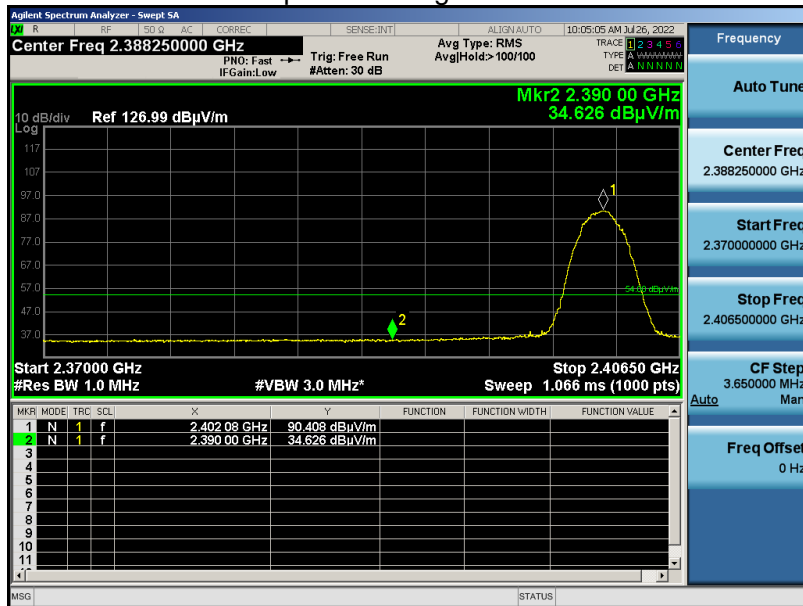 Agilent Spectrum Analyzer - Swept SA
LXI R RF 50 Ω AC CORREC SENSE:INT ALIGN AUTO 10:05:05 AM Jul 26, 2022
Center Freq 2.388250000 GHz
PNO: Fast
IFGain:Low
Trig: Free Run
#Atten: 30 dB
Avg Type: RMS
Avg|Hold:>100/100
TRACE 1 2 3 4 5 6
TYPE A
DET A N N N N N
Mkr2 2.390 00 GHz
34.626 dBµV/m
10 dB/div
Log
Ref 126.99 dBµV/m
117
107
97.0
87.0
77.0
67.0
57.0
47.0
37.0
1
2
54.00 dBµV/m
Start 2.37000 GHz Stop 2.40650 GHz
#Res BW 1.0 MHz #VBW 3.0 MHz* Sweep 1.066 ms (1000 pts)
MKR MODE TRC SCL X Y FUNCTION FUNCTION WIDTH FUNCTION VALUE
1 N 1 f 2.402 08 GHz 90.408 dBµV/m
2 N 1 f 2.390 00 GHz 34.626 dBµV/m
3
4
5
6
7
8
9
10
11
MSG STATUS
Frequency
Auto Tune
Center Freq
2.388250000 GHz
Start Freq
2.370000000 GHz
Stop Freq
2.406500000 GHz
CF Step
3.650000 MHz
Auto Man
Freq Offset
0 Hz